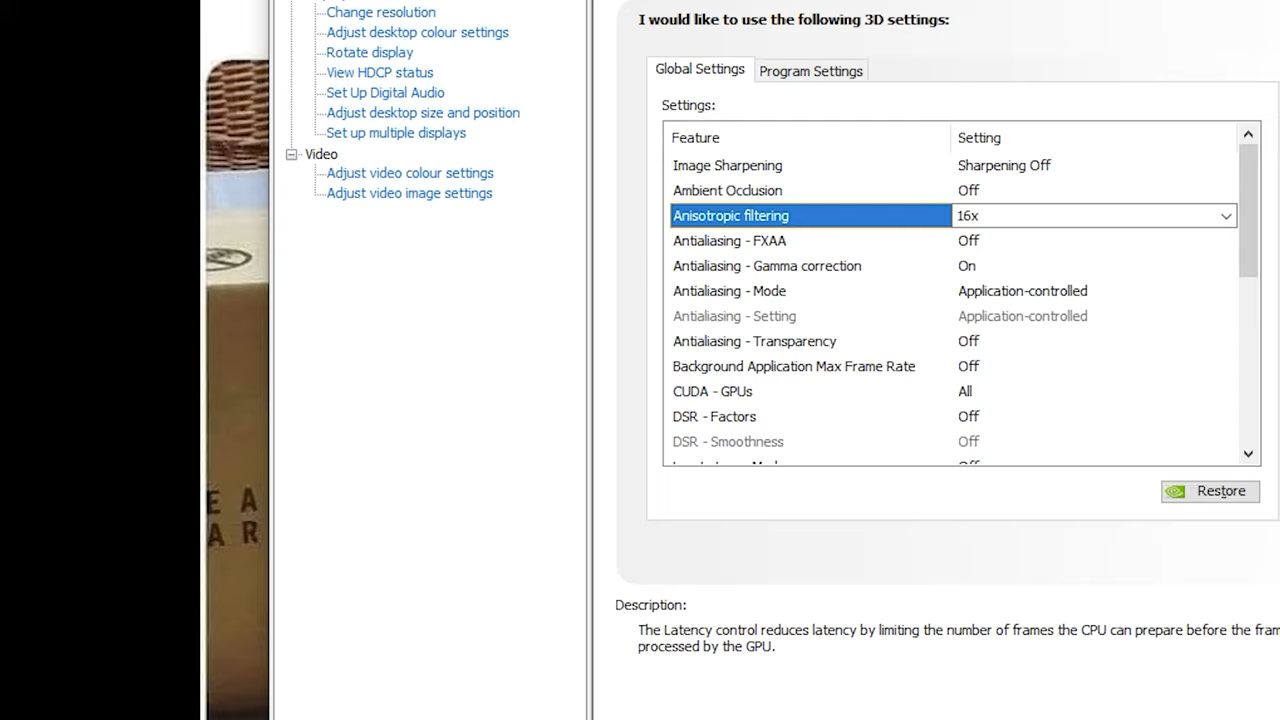 Change resolution
Adjust desktop colour settings
Rotate display
View HDCP status
Set Up Digital Audio
Adjust desktop size and position
Set up multiple displays
Video
Adjust video colour settings
Adjust video image settings
E A
A R
I would like to use the following 3D settings:
Global Settings Program Settings
Settings:
Feature Setting
Image Sharpening Sharpening Off
Ambient Occlusion Off
Anisotropic filtering 16x
Antialiasing - FXAA Off
Antialiasing - Gamma correction On
Antialiasing - Mode Application-controlled
Antialiasing - Setting Application-controlled
Antialiasing - Transparency Off
Background Application Max Frame Rate Off
CUDA - GPUs All
DSR - Factors Off
DSR - Smoothness Off
Restore
Description:
The Latency control reduces latency by limiting the number of frames the CPU can prepare before the fram
processed by the GPU.